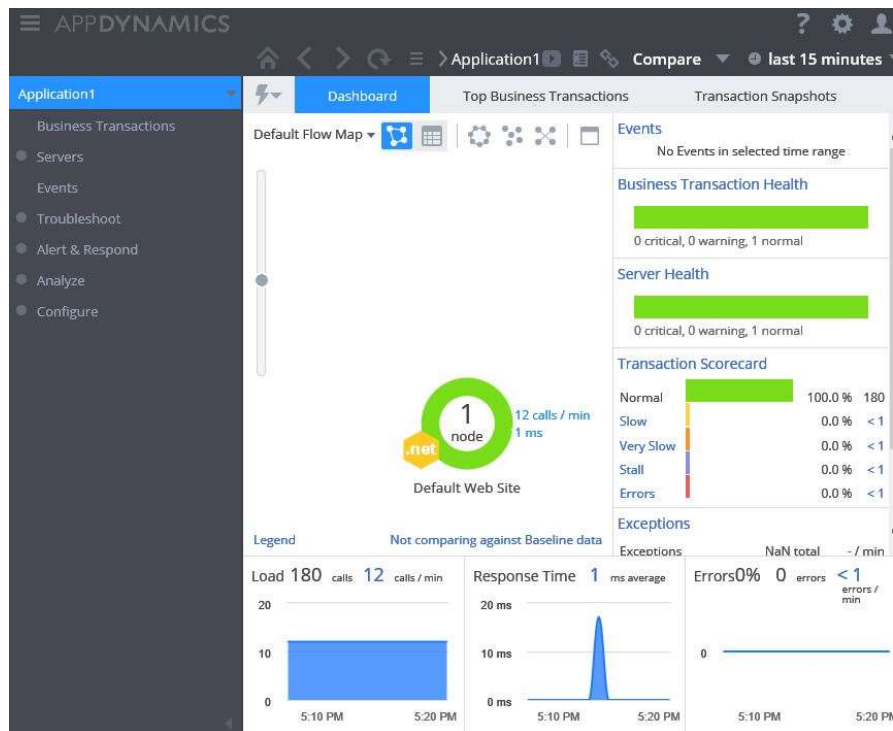 APPDYNAMICS
?
Application1 Compare last 15 minutes
Application1
Business Transactions
Servers
Events
Troubleshoot
Alert & Respond
Analyze
Configure
Dashboard
Top Business Transactions
Transaction Snapshots
Default Flow Map
1
node
.net
12 calls / min
1 ms
Default Web Site
Legend
Not comparing against Baseline data
Events
No Events in selected time range
Business Transaction Health
0 critical, 0 warning, 1 normal
Server Health
0 critical, 0 warning, 1 normal
Transaction Scorecard
Normal 100.0 % 180
Slow 0.0 % < 1
Very Slow 0.0 % < 1
Stall 0.0 % < 1
Errors 0.0 % < 1
Exceptions
Exceptions NaN total - / min
Load 180 calls 12 calls / min
20
10
0
5:10 PM 5:20 PM
Response Time 1 ms average
20 ms
10 ms
0 ms
5:10 PM 5:20 PM
Errors 0% 0 errors < 1 errors / min
0
5:10 PM 5:20 PM